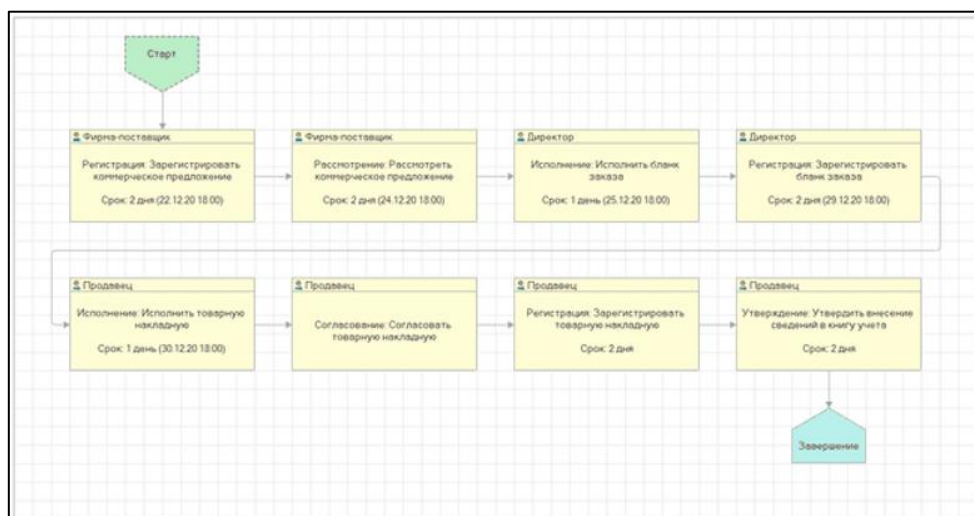 Старт
Фирма-поставщик
Регистрация: Зарегистрировать
коммерческое предложение
Срок: 2 дня (22.12.20 18:00)
Фирма-поставщик
Рассмотрение: Рассмотреть
коммерческое предложение
Срок: 2 дня (24.12.20 18:00)
Директор
Исполнение: Исполнить бланк
заказа
Срок: 1 день (25.12.20 18:00)
Директор
Регистрация: Зарегистрировать
бланк заказа
Срок: 2 дня (29.12.20 18:00)
Продавец
Исполнение: Исполнить товарную
накладную
Срок: 1 день (30.12.20 18:00)
Продавец
Согласование: Согласовать
товарную накладную
Продавец
Регистрация: Зарегистрировать
товарную накладную
Срок: 2 дня
Продавец
Утверждение: Утвердить внесение
сведений в книгу учета
Срок: 2 дня
Завершение